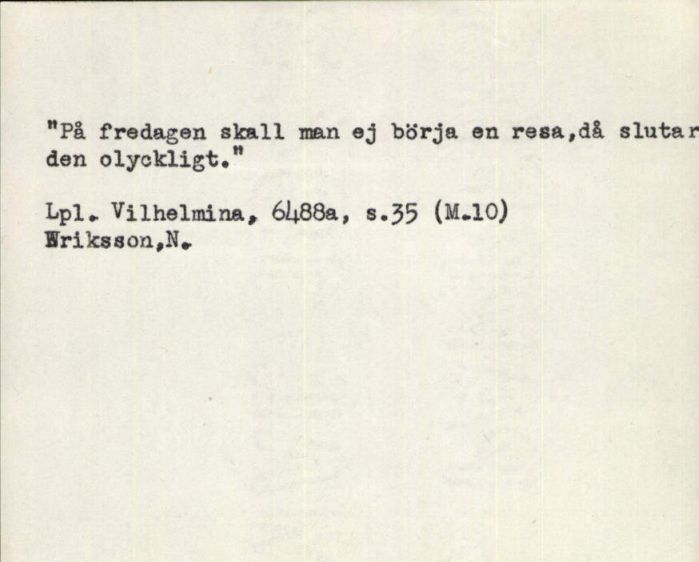 "På fredagen skall man ej börja en resa,då slutar
den olyckligt."
Lpl. Vilhelmina, 6488a, s.35 (M.10)
Eriksson,N.